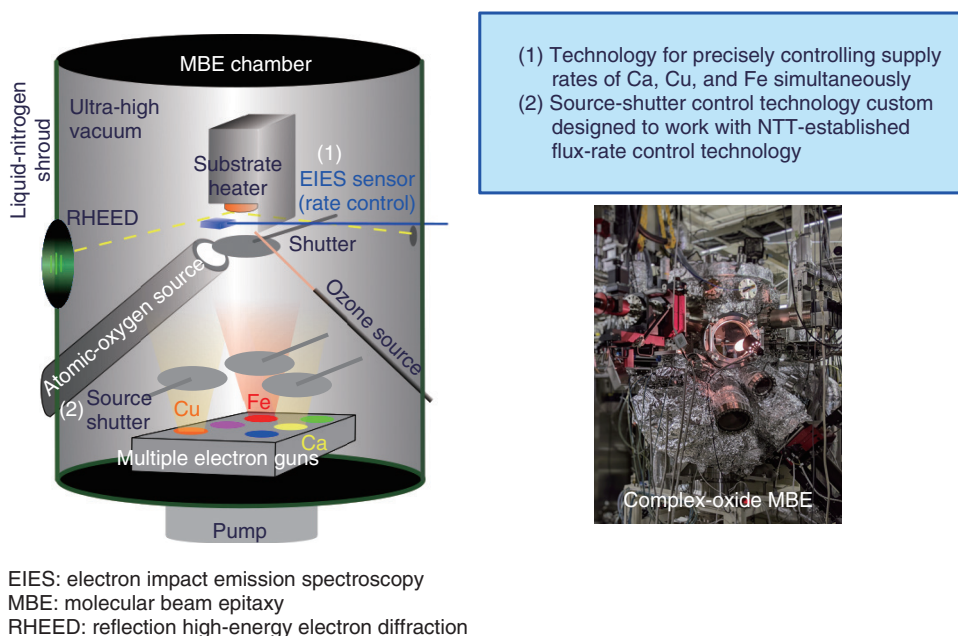 MBE chamber
Liquid-nitrogen
shroud
Ultra-high
vacuum
Substrate
heater
(1)
EIES sensor
(rate control)
RHEED
Shutter
Atomic-oxygen source
Ozone source
(2) Source
shutter
Cu
Fe
Ca
Multiple electron guns
Pump
(1) Technology for precisely controlling supply
rates of Ca, Cu, and Fe simultaneously
(2) Source-shutter control technology custom
designed to work with NTT-established
flux-rate control technology
Complex-oxide MBE
EIES: electron impact emission spectroscopy
MBE: molecular beam epitaxy
RHEED: reflection high-energy electron diffraction